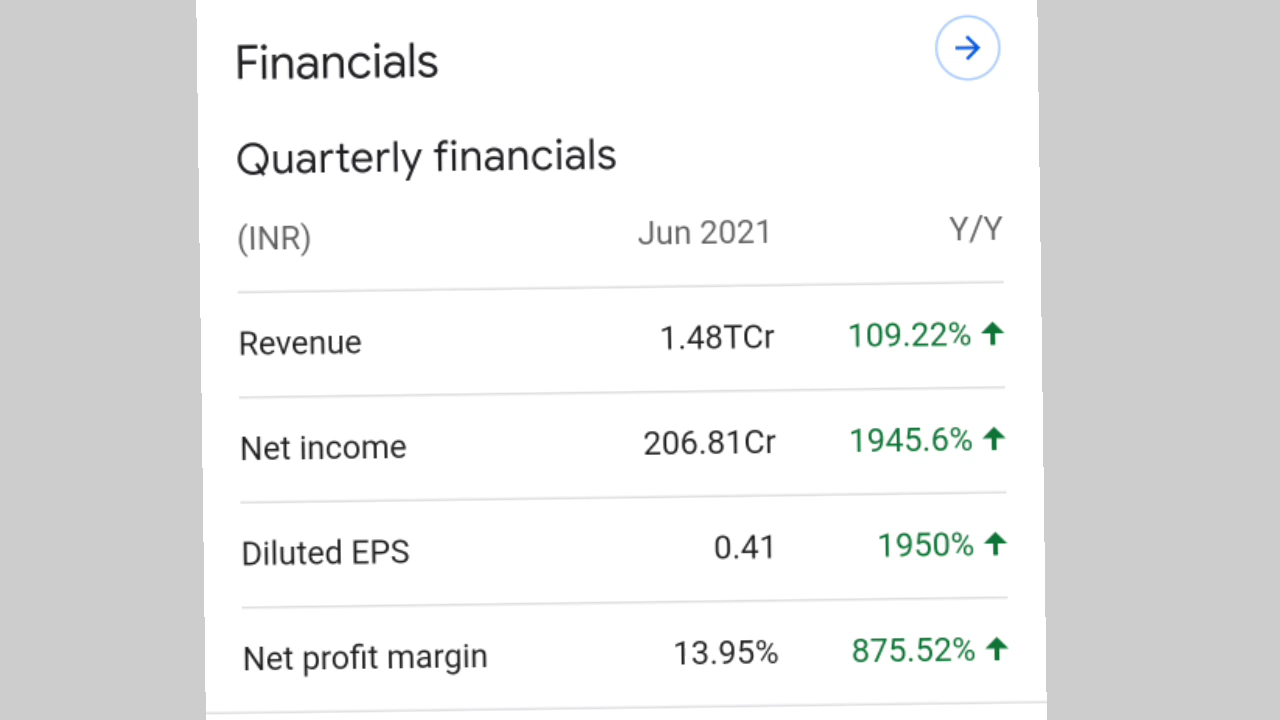 Financials
Quarterly financials
(INR) Jun 2021 Y/Y
Revenue 1.48TCr 109.22%
Net income 206.81Cr 1945.6%
Diluted EPS 0.41 1950%
Net profit margin 13.95% 875.52%